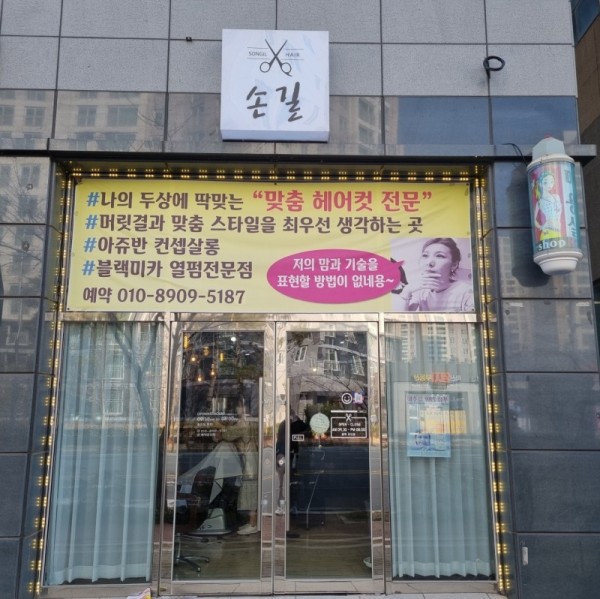 SONGIL HAIR
손길
#나의 두상에 딱맞는 “맞춤 헤어컷 전문”
#머릿결과 맞춤 스타일을 최우선 생각하는 곳
#아쥬반 컨셉살롱
#블랙미카 열펌전문점
예약 010-8909-5187
저의 맘과 기술을
표현할 방법이 없네용~
shop